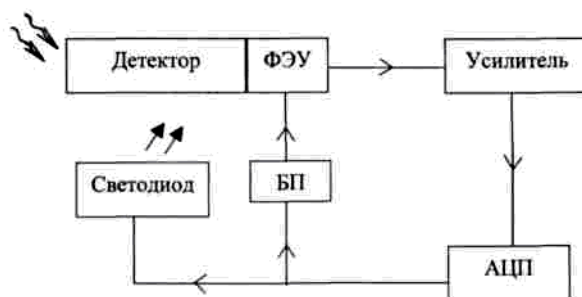 Детектор
ФЭУ
Усилитель
Светодиод
БП
АЦП